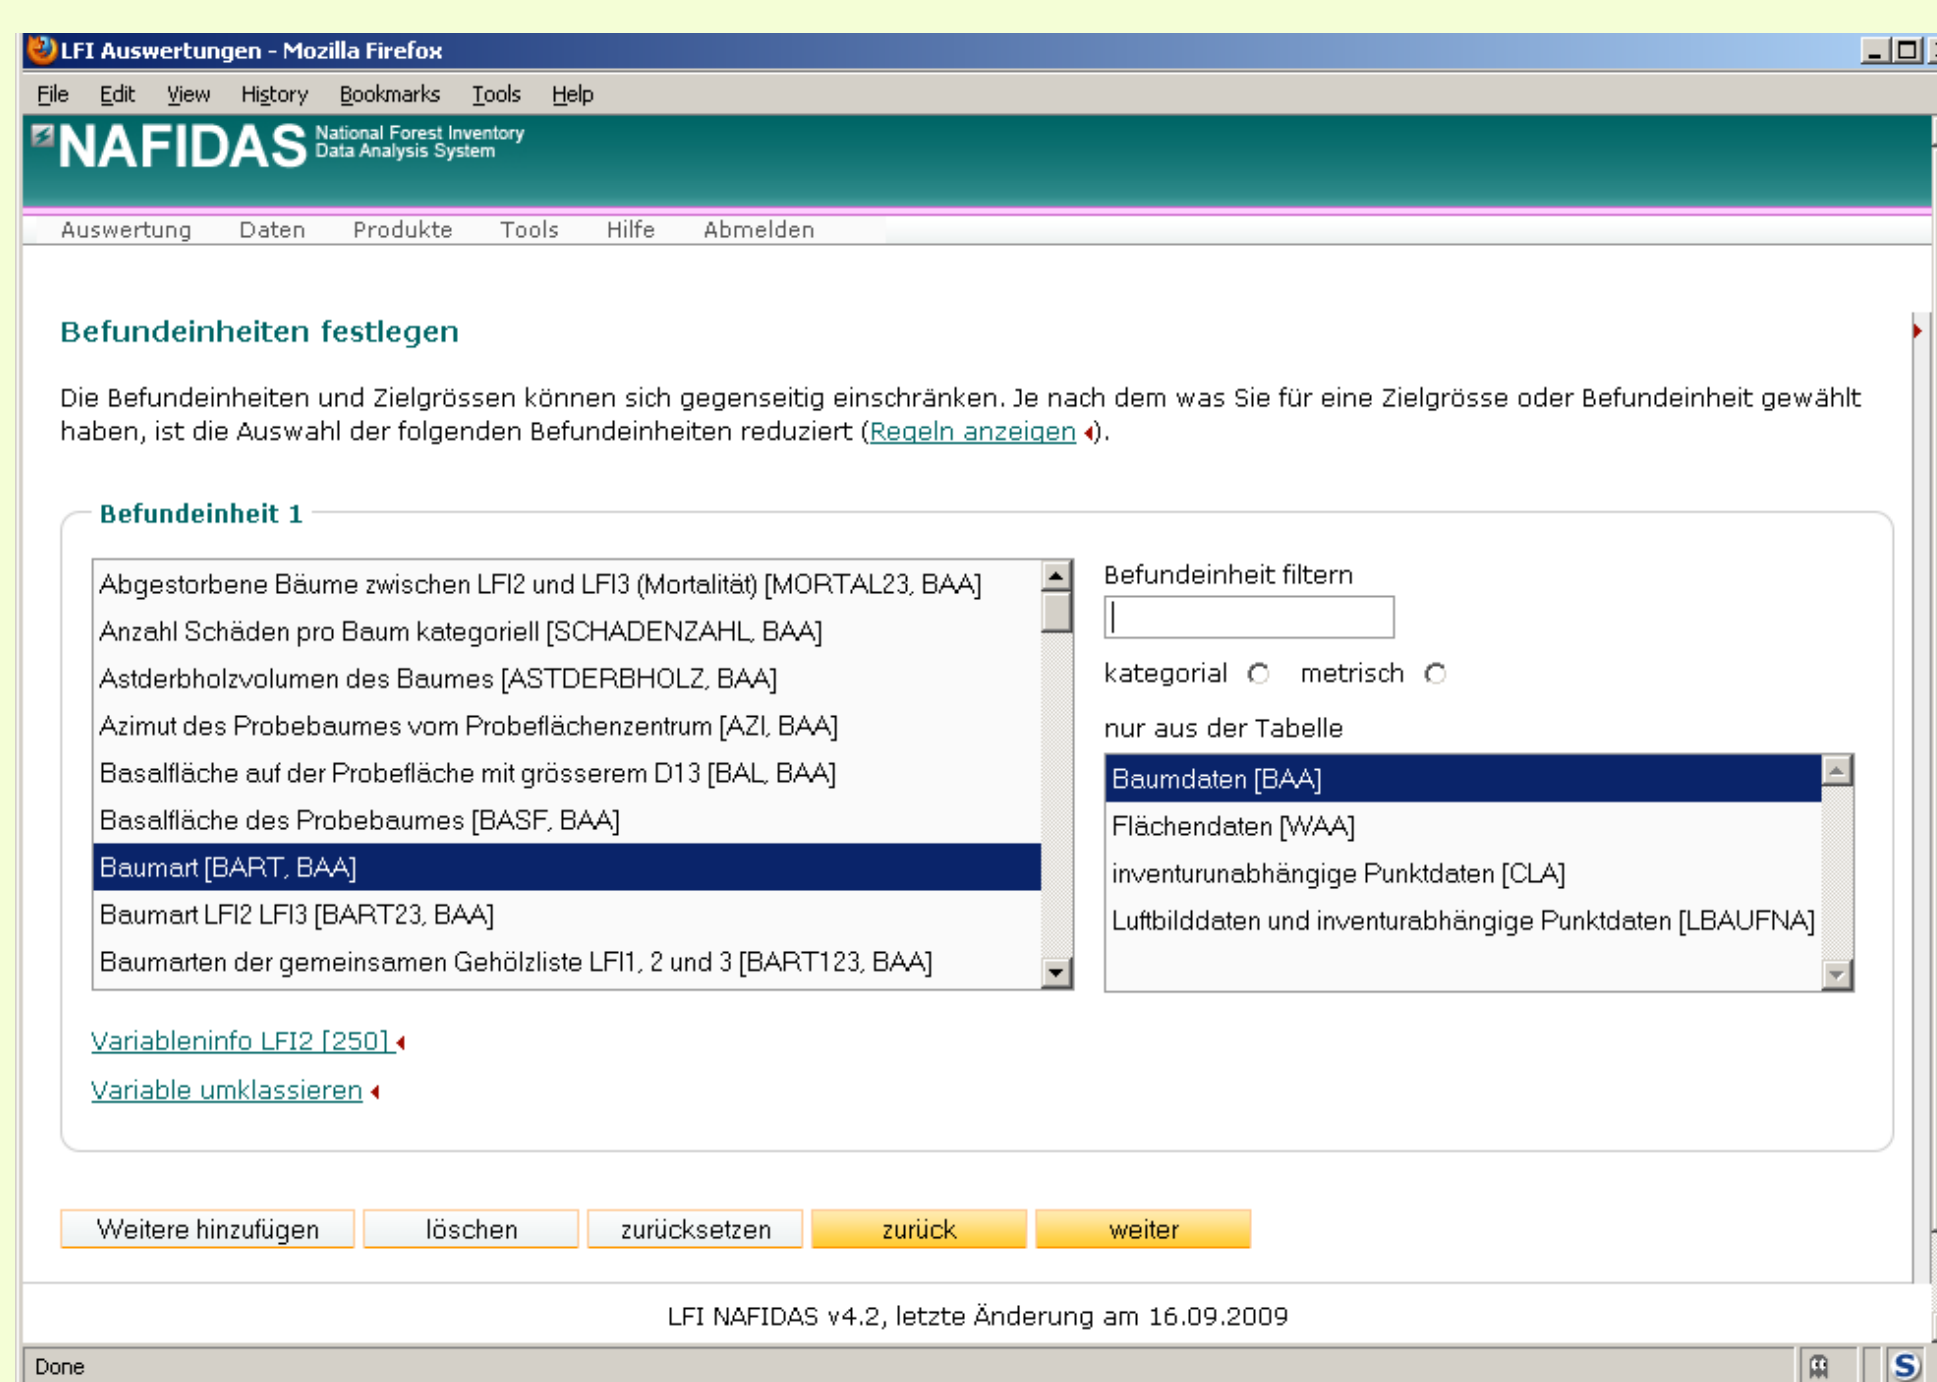 LFI Auswertungen - Mozilla Firefox
File Edit View History Bookmarks Tools Help
NAFIDAS National Forest Inventory
Data Analysis System
Auswertung Daten Produkte Tools Hilfe Abmelden
Befundeinheiten festlegen
Die Befundeinheiten und Zielgrössen können sich gegenseitig einschränken. Je nach dem was Sie für eine Zielgrösse oder Befundeinheit gewählt
haben, ist die Auswahl der folgenden Befundeinheiten reduziert (Regeln anzeigen ).
Befundeinheit 1
Abgestorbene Bäume zwischen LFI2 und LFI3 (Mortalität) [MORTAL23, BAA]
Anzahl Schäden pro Baum kategoriell [SCHADENZAHL, BAA]
Astderbholzvolumen des Baumes [ASTDERBHOLZ, BAA]
Azimut des Probebaumes vom Probeflächenzentrum [AZI, BAA]
Basalfläche auf der Probefläche mit grösserem D13 [BAL, BAA]
Basalfläche des Probebaumes [BASF, BAA]
Baumart [BART, BAA]
Baumart LFI2 LFI3 [BART23, BAA]
Baumarten der gemeinsamen Gehölzliste LFI1, 2 und 3 [BART123, BAA]
Befundeinheit filtern
kategorial metrisch
nur aus der Tabelle
Baumdaten [BAA]
Flächendaten [WAA]
inventurunabhängige Punktdaten [CLA]
Luftbilddaten und inventurabhängige Punktdaten [LBAUFNA]
Variableninfo LFI2 [250]
Variable umklassieren
Weitere hinzufügen löschen zurücksetzen zurück weiter
LFI NAFIDAS v4.2, letzte Änderung am 16.09.2009
Done
S